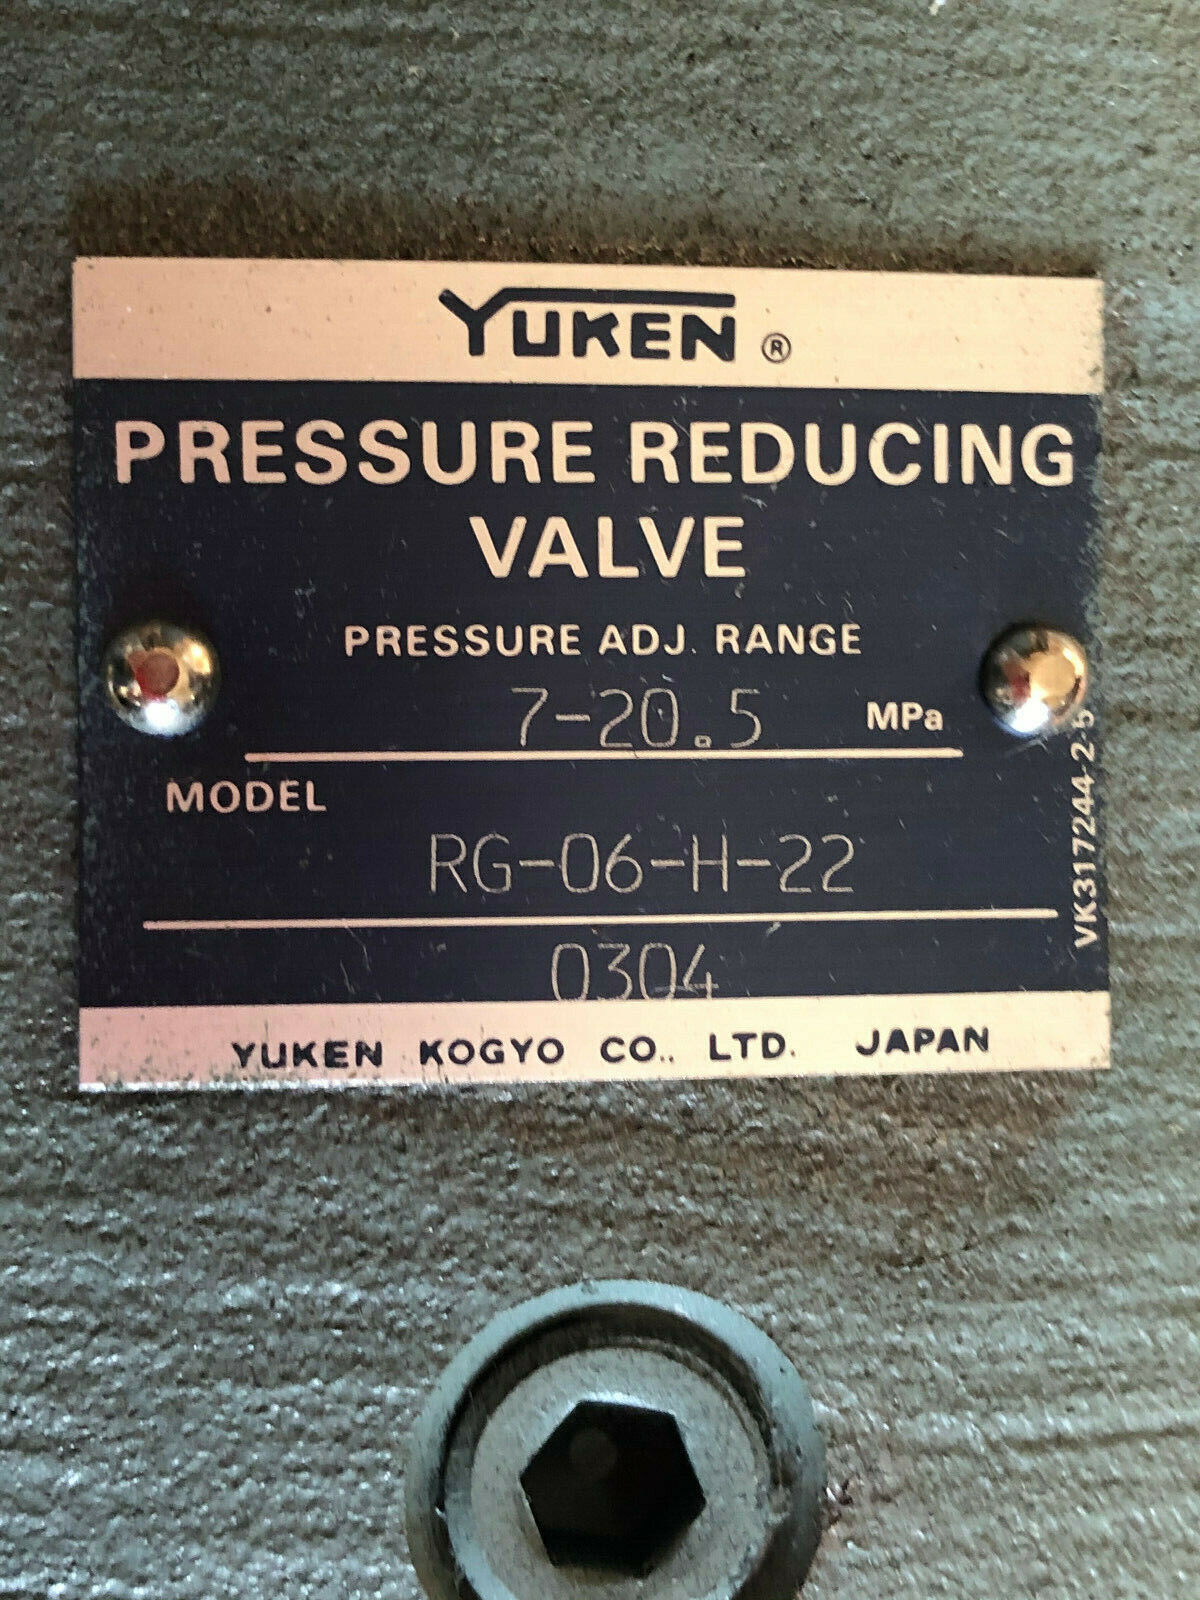 YUKEN ®
PRESSURE REDUCING
VALVE
PRESSURE ADJ. RANGE
7-20.5 MPa
MODEL
RG-06-H-22
0304
YUKEN KOGYO CO., LTD. JAPAN
VK317244-2-5